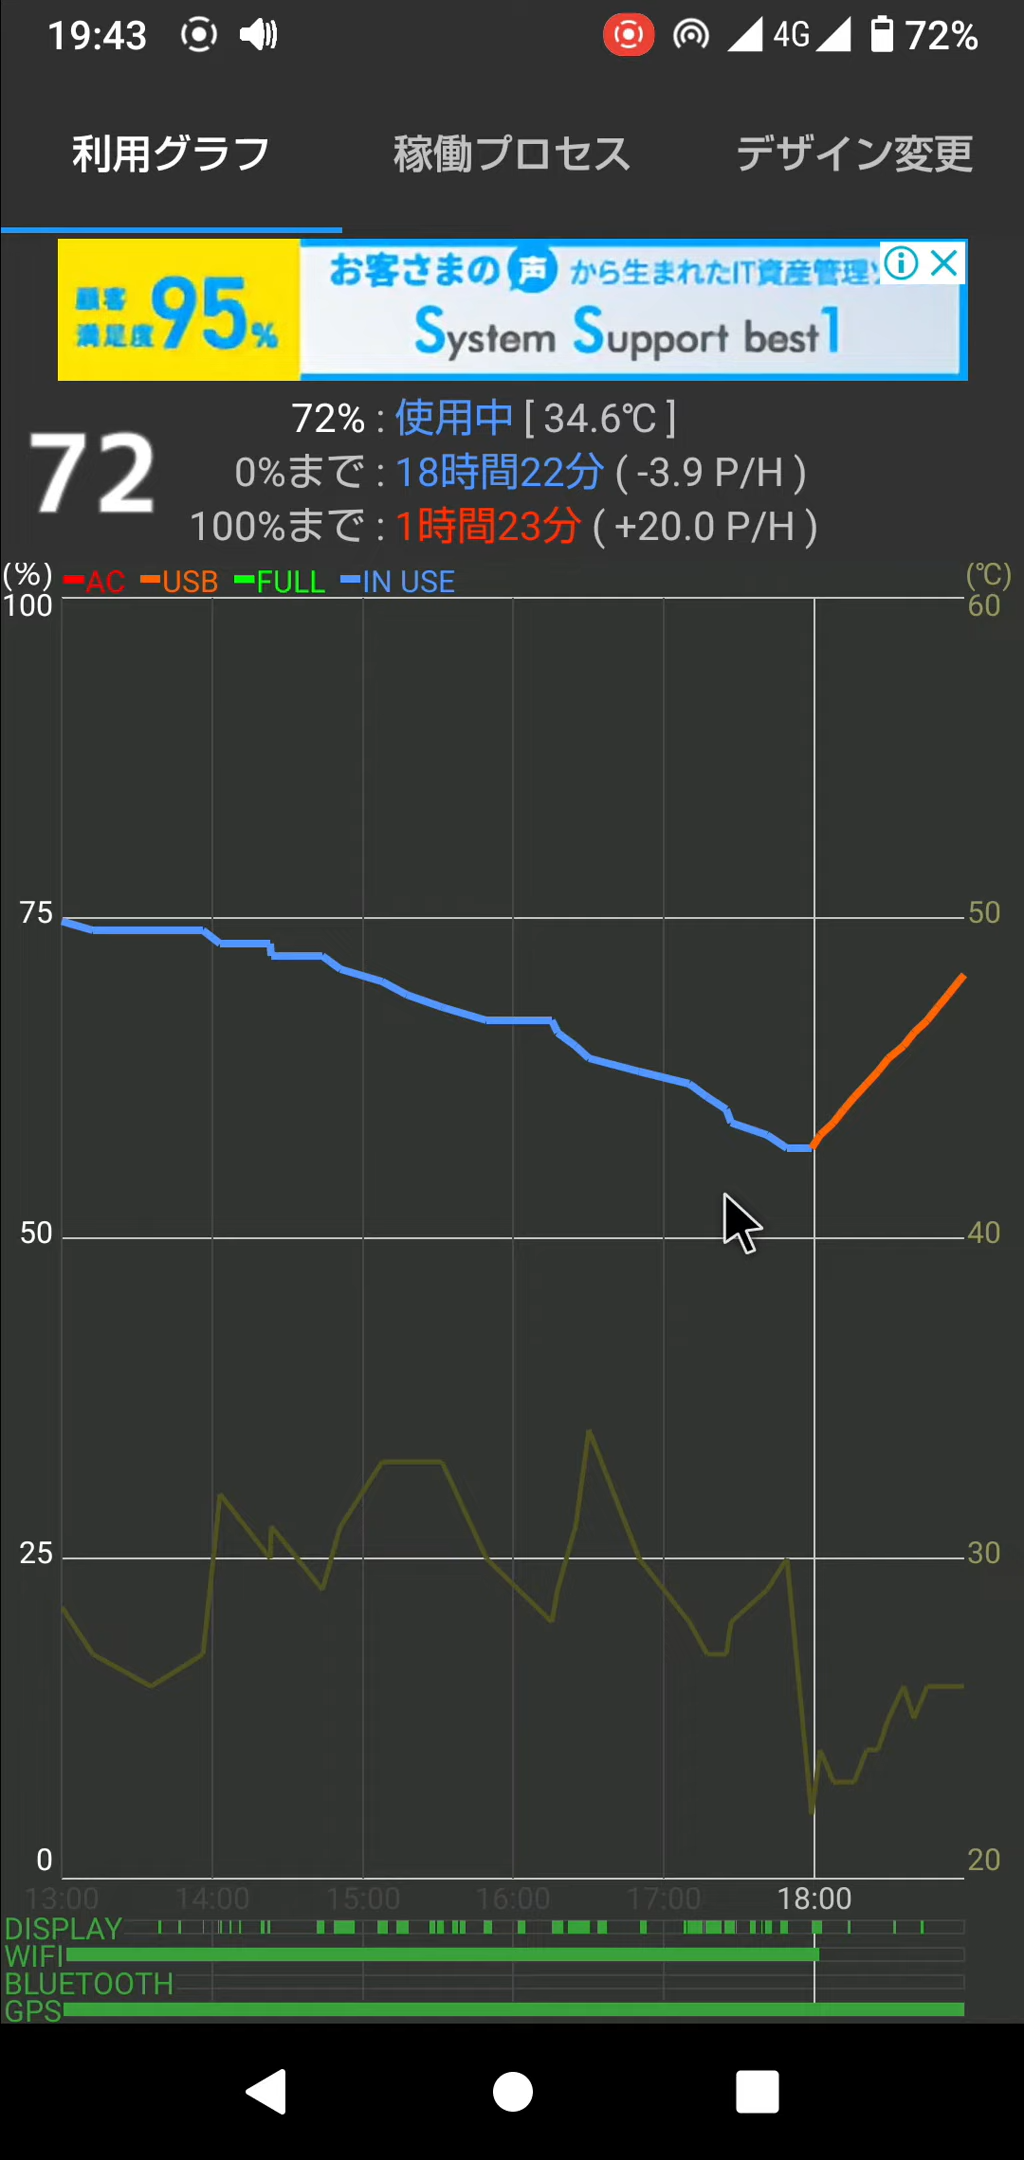 19:43 4G 72%
利用グラフ 稼働プロセス デザイン変更
顧客満足度 95%
お客さまの声から生まれたIT資産管理
System Support best1
72
72% : 使用中 [ 34.6℃ ]
0%まで : 18時間22分 ( -3.9 P/H )
100%まで : 1時間23分 ( +20.0 P/H )
(%) AC USB FULL IN USE (℃)
100 60
75 50
50 40
25 30
0 20
13:00 14:00 15:00 16:00 17:00 18:00
DISPLAY
WIFI
BLUETOOTH
GPS